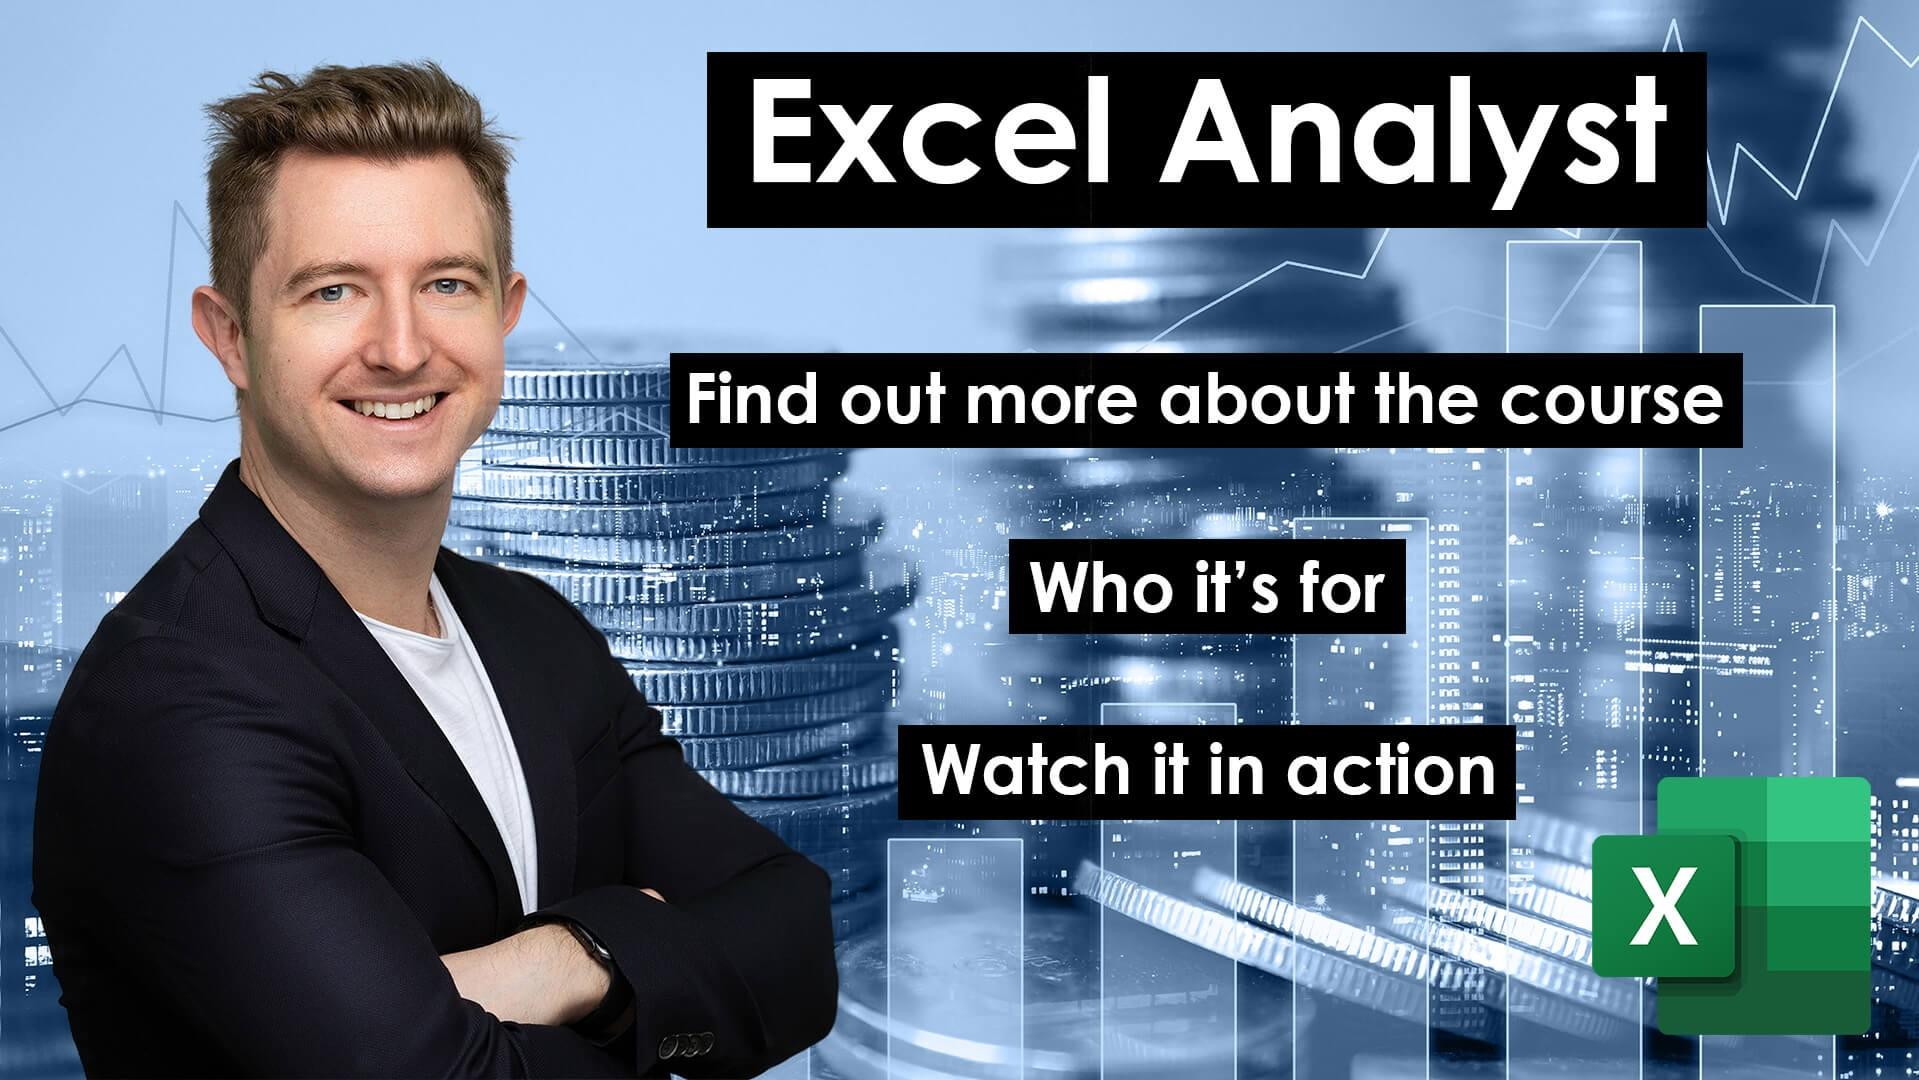 Excel Analyst
Find out more about the course
Who it’s for
Watch it in action
X